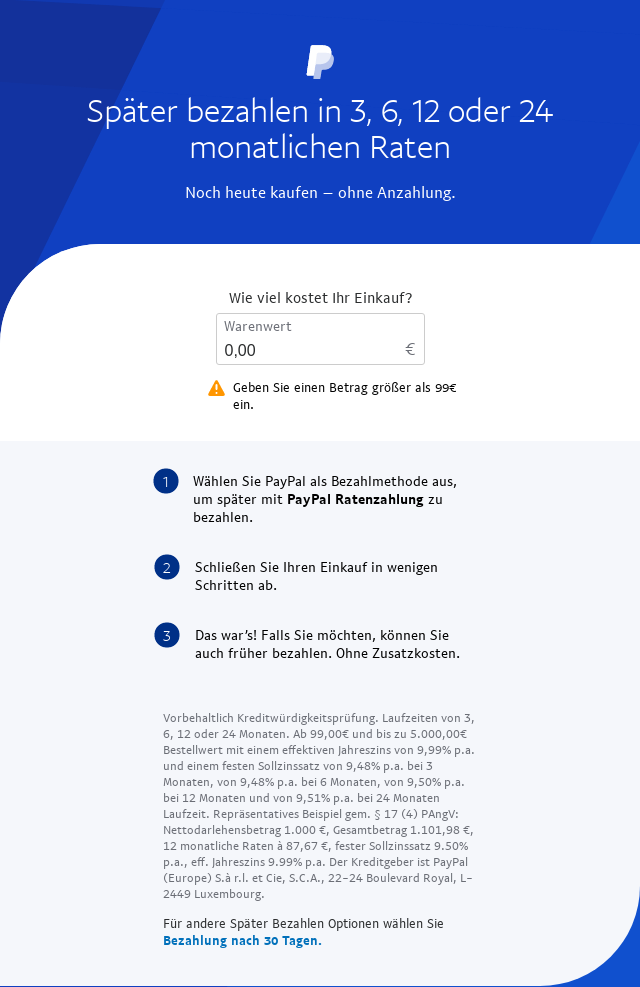 Später bezahlen in 3, 6, 12 oder 24
monatlichen Raten
Noch heute kaufen – ohne Anzahlung.
Wie viel kostet Ihr Einkauf?
Warenwert
0,00 €
Geben Sie einen Betrag größer als 99€
ein.
1 Wählen Sie PayPal als Bezahlmethode aus,
um später mit PayPal Ratenzahlung zu
bezahlen.
2 Schließen Sie Ihren Einkauf in wenigen
Schritten ab.
3 Das war's! Falls Sie möchten, können Sie
auch früher bezahlen. Ohne Zusatzkosten.
Vorbehaltlich Kreditwürdigkeitsprüfung. Laufzeiten von 3,
6, 12 oder 24 Monaten. Ab 99,00€ und bis zu 5.000,00€
Bestellwert mit einem effektiven Jahreszins von 9,99% p.a.
und einem festen Sollzinssatz von 9,48% p.a. bei 3
Monaten, von 9,48% p.a. bei 6 Monaten, von 9,50% p.a.
bei 12 Monaten und von 9,51% p.a. bei 24 Monaten
Laufzeit. Repräsentatives Beispiel gem. § 17 (4) PAngV:
Nettodarlehensbetrag 1.000 €, Gesamtbetrag 1.101,98 €,
12 monatliche Raten à 87,67 €, fester Sollzinssatz 9.50%
p.a., eff. Jahreszins 9.99% p.a. Der Kreditgeber ist PayPal
(Europe) S.à r.l. et Cie, S.C.A., 22-24 Boulevard Royal, L-
2449 Luxembourg.
Für andere Später Bezahlen Optionen wählen Sie
Bezahlung nach 30 Tagen.